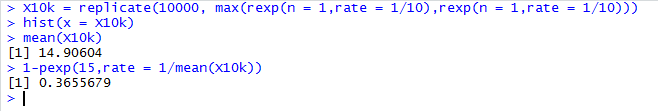 > X10k = replicate(10000, max(rexp(n = 1,rate = 1/10),rexp(n = 1,rate = 1/10)))
> hist(x = X10k)
> mean(X10k)
[1] 14.90604
> 1-pexp(15,rate = 1/mean(X10k))
[1] 0.3655679
>